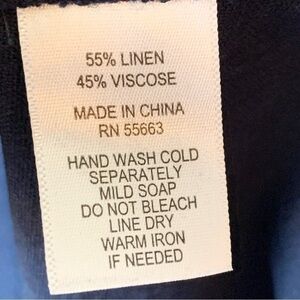 55% LINEN
45% VISCOSE
MADE IN CHINA
RN 55663
HAND WASH COLD
SEPARATELY
MILD SOAP
DO NOT BLEACH
LINE DRY
WARM IRON
IF NEEDED